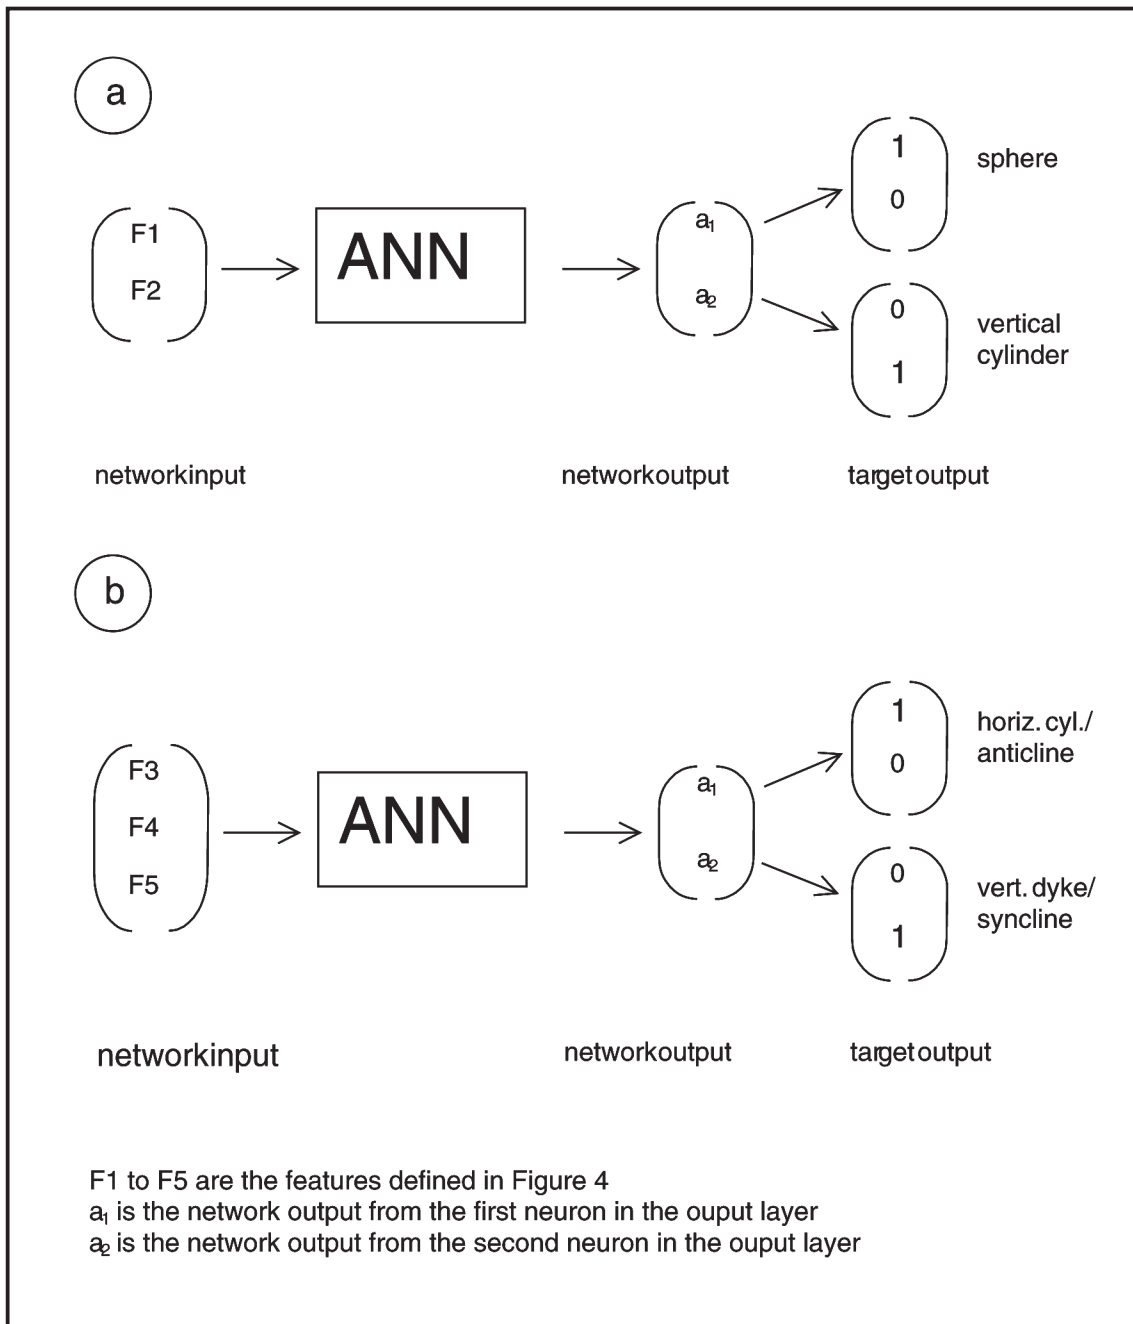 a
F1
F2
ANN
a1
a2
1
0
sphere
0
1
vertical
cylinder
networkinput
networkoutput
targetoutput
b
F3
F4
F5
ANN
a1
a2
1
0
horiz. cyl./
anticline
0
1
vert. dyke/
syncline
networkinput
networkoutput
targetoutput
F1 to F5 are the features defined in Figure 4
a1 is the network output from the first neuron in the ouput layer
a2 is the network output from the second neuron in the ouput layer